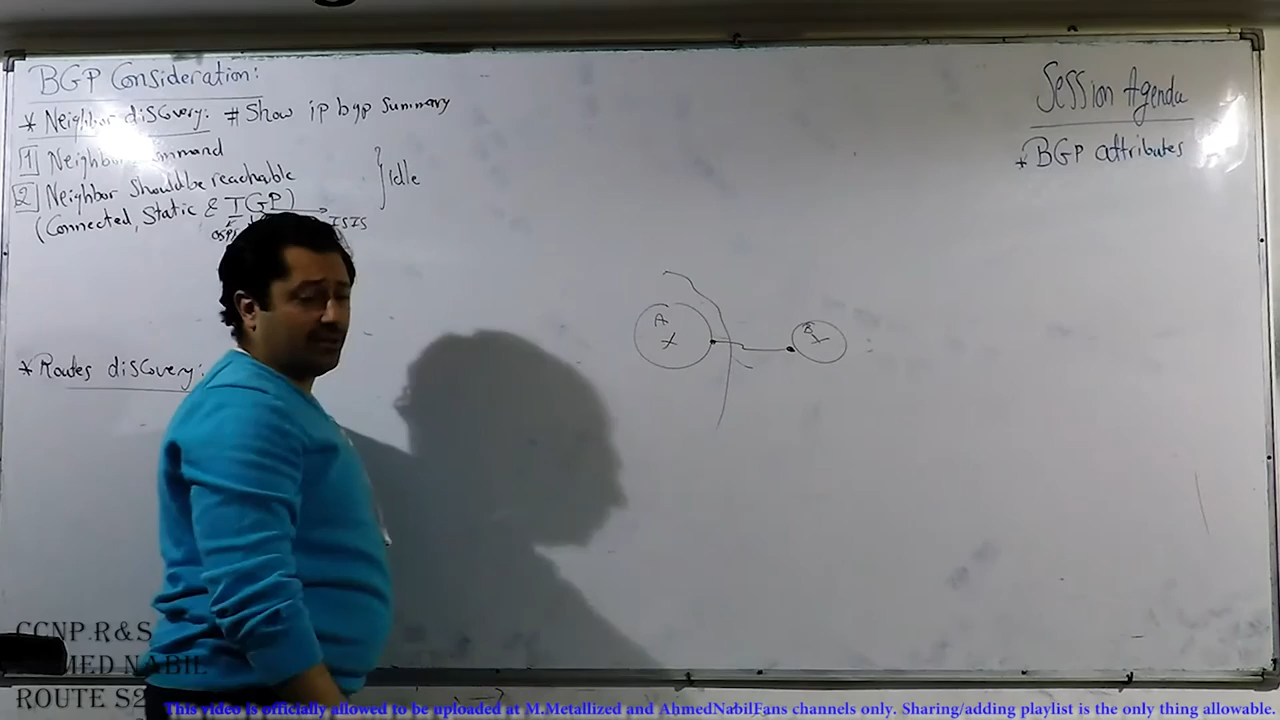 BGP Consideration:
* Neighbor disCovery: # Show ip bgp Summary
1 Neighbor Command
2 Neighbor should be reachable
(Connected, Static & IGP)
ISIS
} Idle
* Routes disCovery:
A
Session Agenda
* BGP attributes
CCNP.R&S
AHMED NABIL
ROUTE S2
This video is officially allowed to be uploaded at M.Metallized and AhmedNabilFans channels only. Sharing/adding playlist is the only thing allowable.